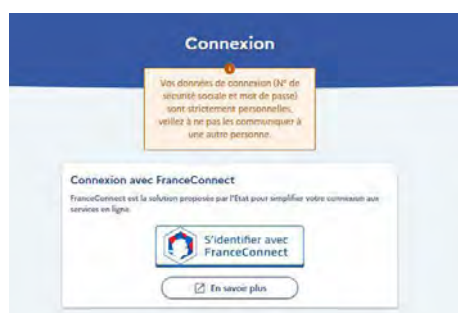 Connexion
Vos données de connexion (N° de
sécurité sociale et mot de passe)
sont strictement personnelles,
veillez à ne pas les communiquer à
une autre personne.
Connexion avec FranceConnect
FranceConnect est la solution proposée par l'État pour simplifier votre connexion aux
services en ligne.
S'identifier avec
FranceConnect
En savoir plus